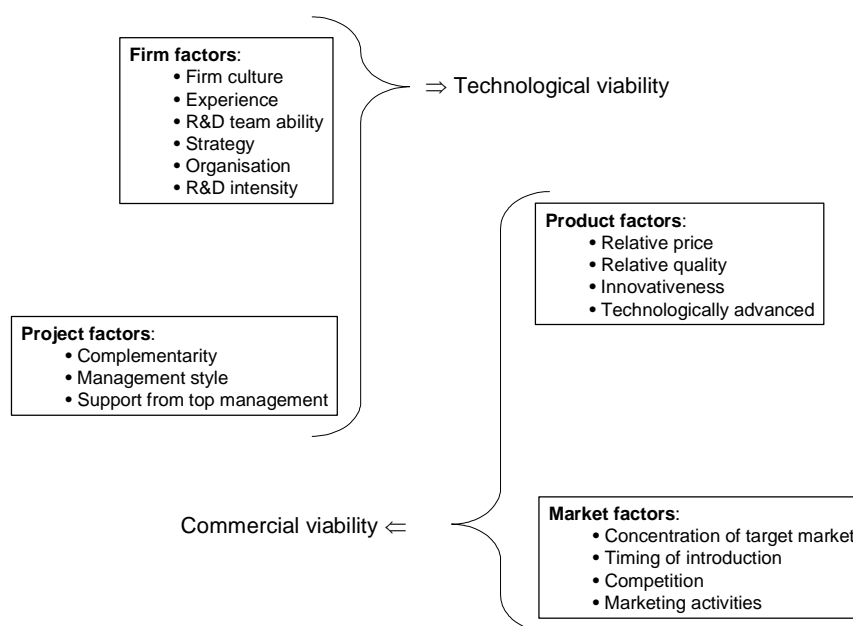 Firm factors:
• Firm culture
• Experience
• R&D team ability
• Strategy
• Organisation
• R&D intensity
⇒ Technological viability
Product factors:
• Relative price
• Relative quality
• Innovativeness
• Technologically advanced
Project factors:
• Complementarity
• Management style
• Support from top management
Commercial viability ⇐
Market factors:
• Concentration of target market
• Timing of introduction
• Competition
• Marketing activities